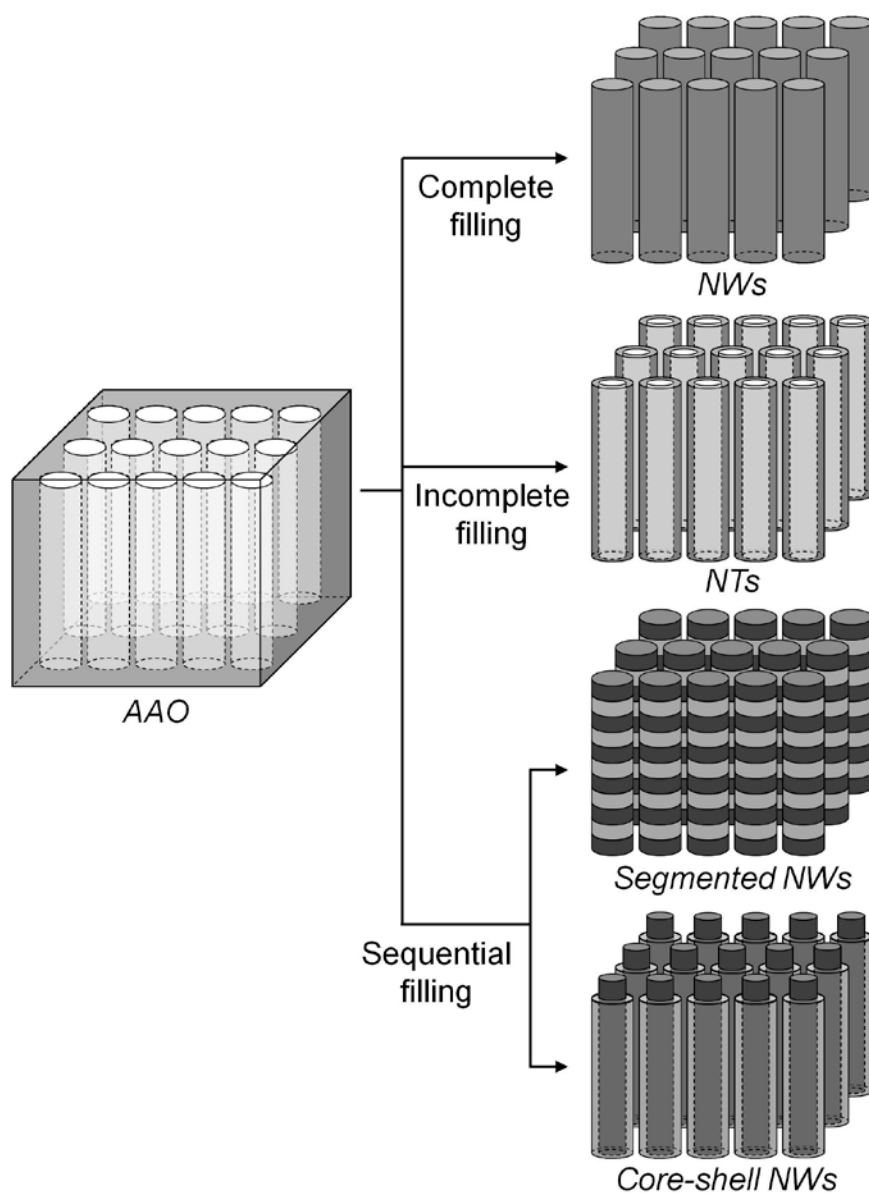 Complete
filling
NWs
Incomplete
filling
NTs
AAO
Segmented NWs
Sequential
filling
Core-shell NWs